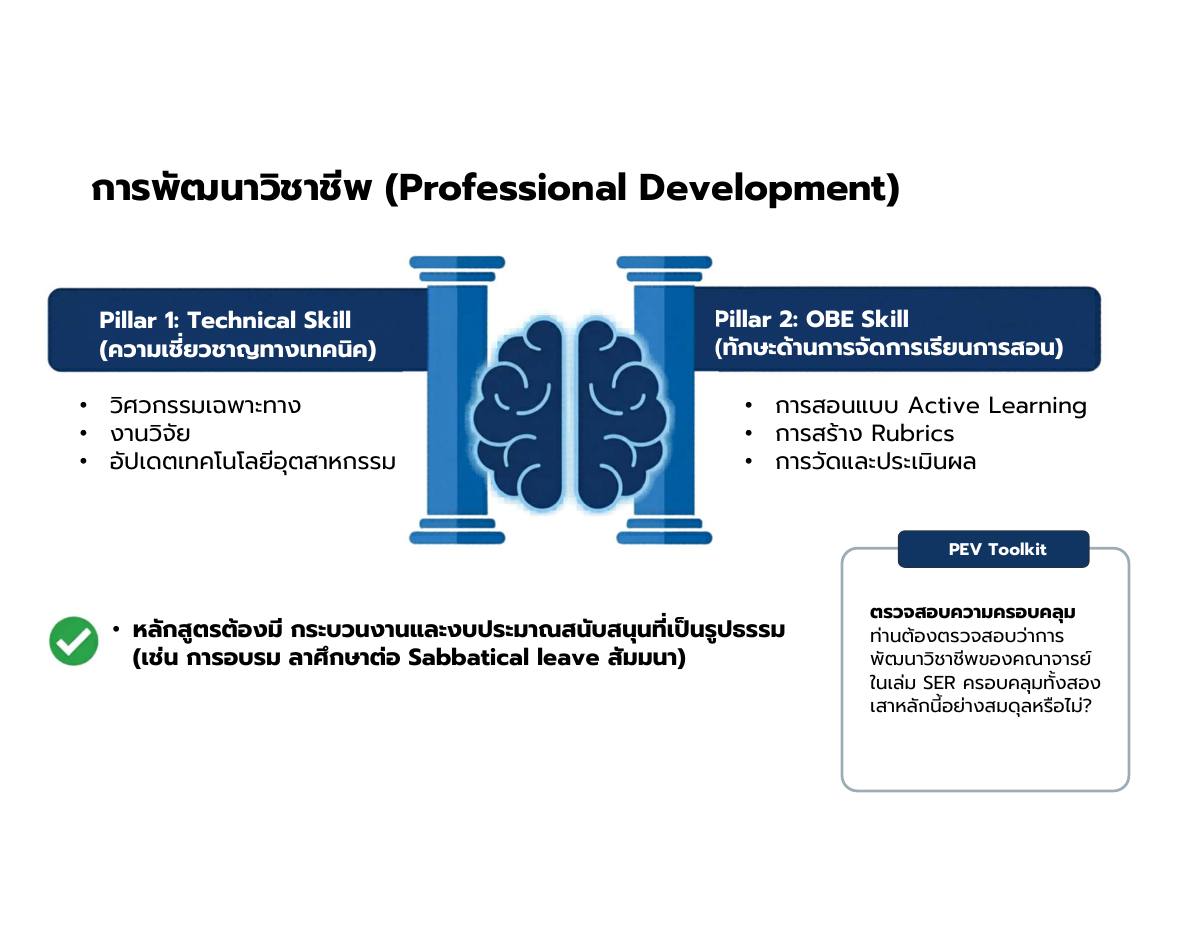 การพัฒนาวิชาชีพ (Professional Development)
Pillar 1: Technical Skill
(ความเชี่ยวชาญทางเทคนิค)
• วิศวกรรมเฉพาะทาง
• งานวิจัย
• อัปเดตเทคโนโลยีอุตสาหกรรม
Pillar 2: OBE Skill
(ทักษะด้านการจัดการเรียนการสอน)
• การสอนแบบ Active Learning
• การสร้าง Rubrics
• การวัดและประเมินผล
• หลักสูตรต้องมี กระบวนงานและงบประมาณสนับสนุนที่เป็นรูปธรรม
(เช่น การอบรม ลาศึกษาต่อ Sabbatical leave สัมมนา)
PEV Toolkit
ตรวจสอบความครอบคลุม
ท่านต้องตรวจสอบว่าการ
พัฒนาวิชาชีพของคณาจารย์
ในเล่ม SER ครอบคลุมทั้งสอง
เสาหลักนี้อย่างสมดุลหรือไม่?